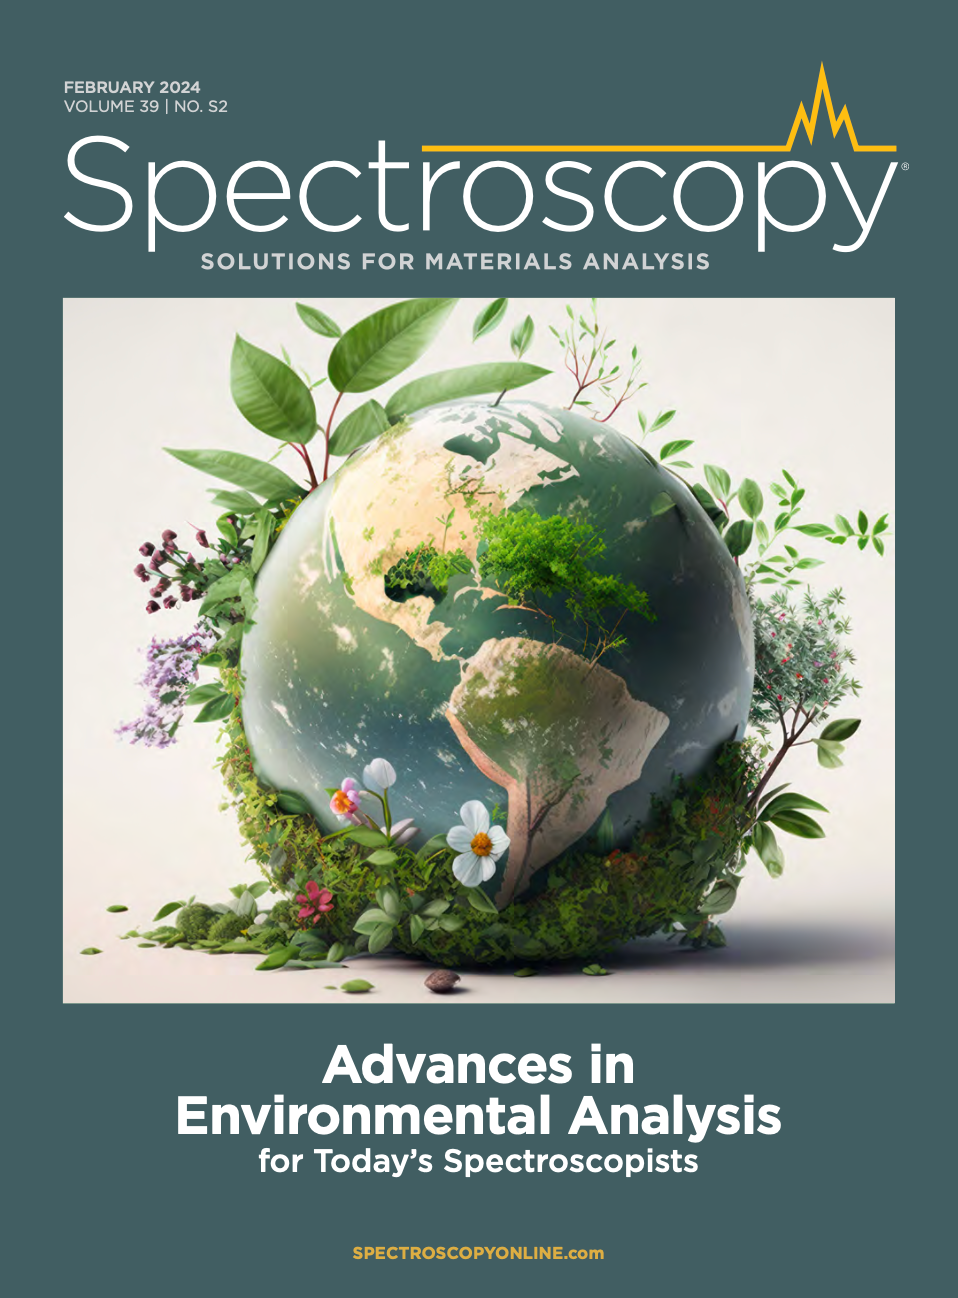 FEBRUARY 2024
VOLUME 39 | NO. S2
Spectroscopy®
SOLUTIONS FOR MATERIALS ANALYSIS
Advances in
Environmental Analysis
for Today’s Spectroscopists
SPECTROSCOPYONLINE.com